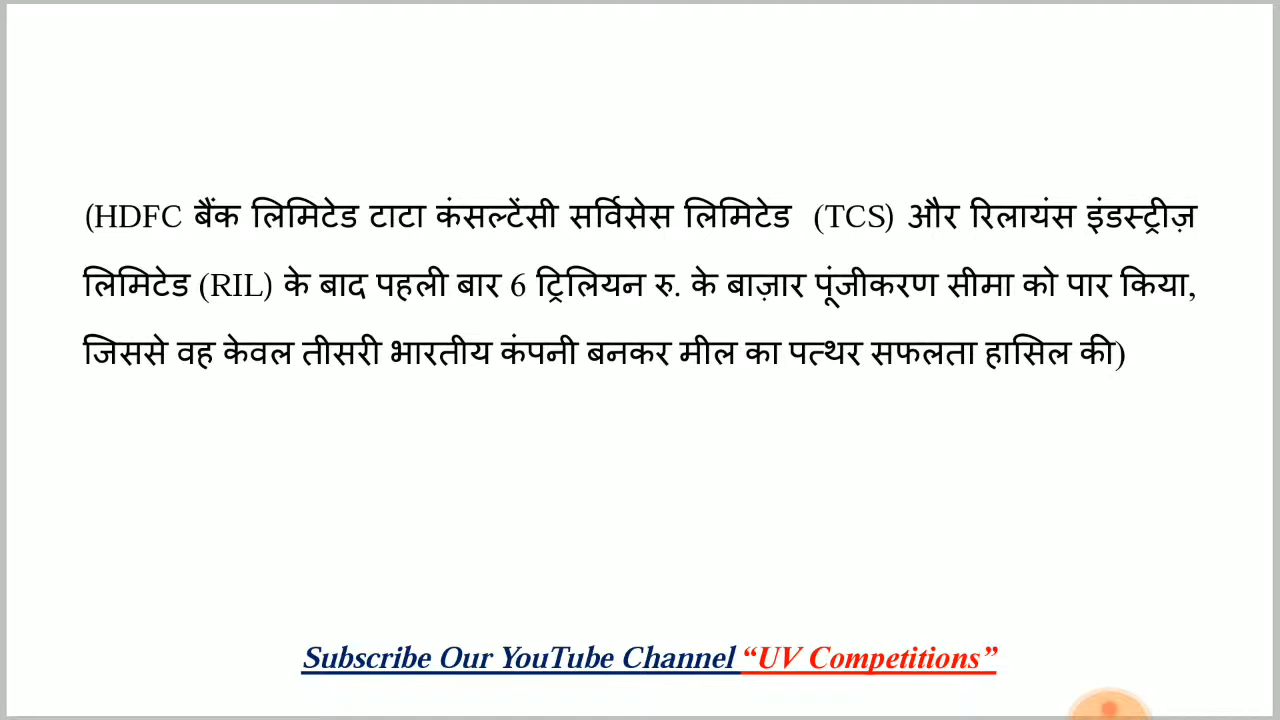 (HDFC बैंक लिमिटेड टाटा कंसल्टेंसी सर्विसेस लिमिटेड (TCS) और रिलायंस इंडस्ट्रीज़
लिमिटेड (RIL) के बाद पहली बार 6 ट्रिलियन रु. के बाज़ार पूंजीकरण सीमा को पार किया,
जिससे वह केवल तीसरी भारतीय कंपनी बनकर मील का पत्थर सफलता हासिल की)
Subscribe Our YouTube Channel “UV Competitions”